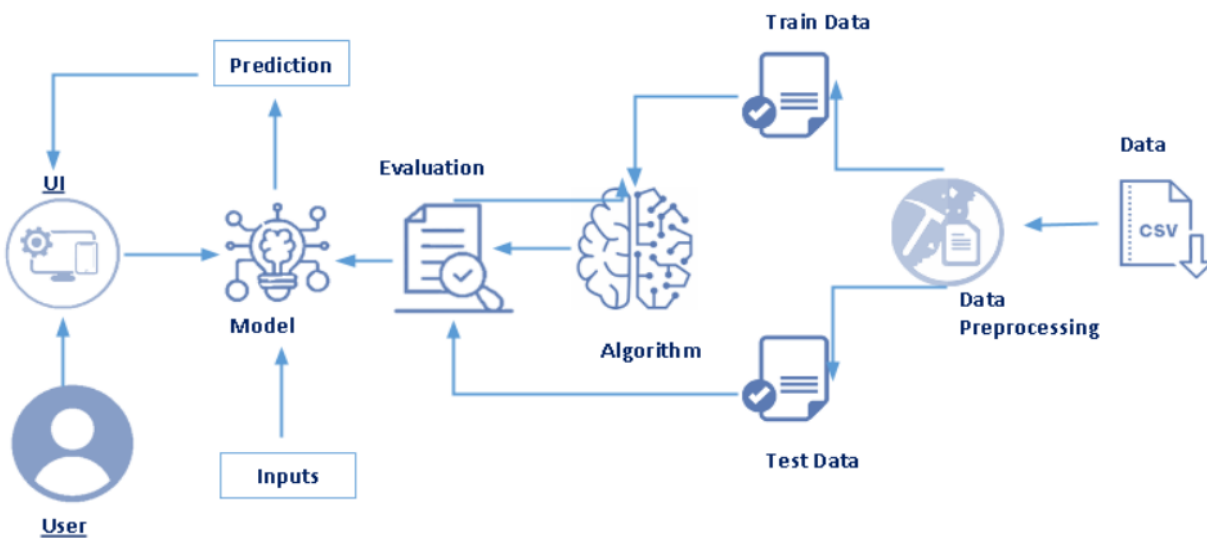 Train Data
Prediction
Data
Evaluation
UI
CSV
Model
Data
Preprocessing
Algorithm
Inputs
Test Data
User